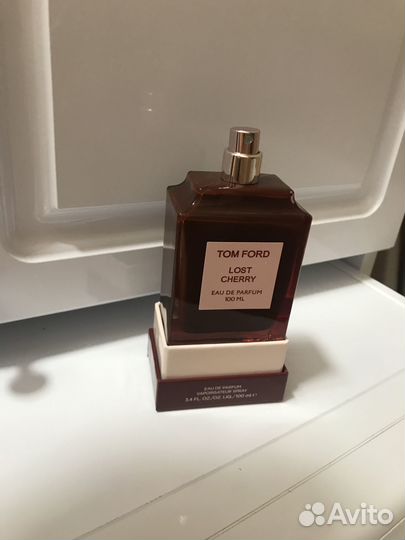 TOM FORD
LOST
CHERRY
EAU DE PARFUM
100 ML
EAU DE PARFUM
VAPORISATEUR SPRAY
3.4 FL. OZ./OZ. LIQ./100 ml ℮
Avito